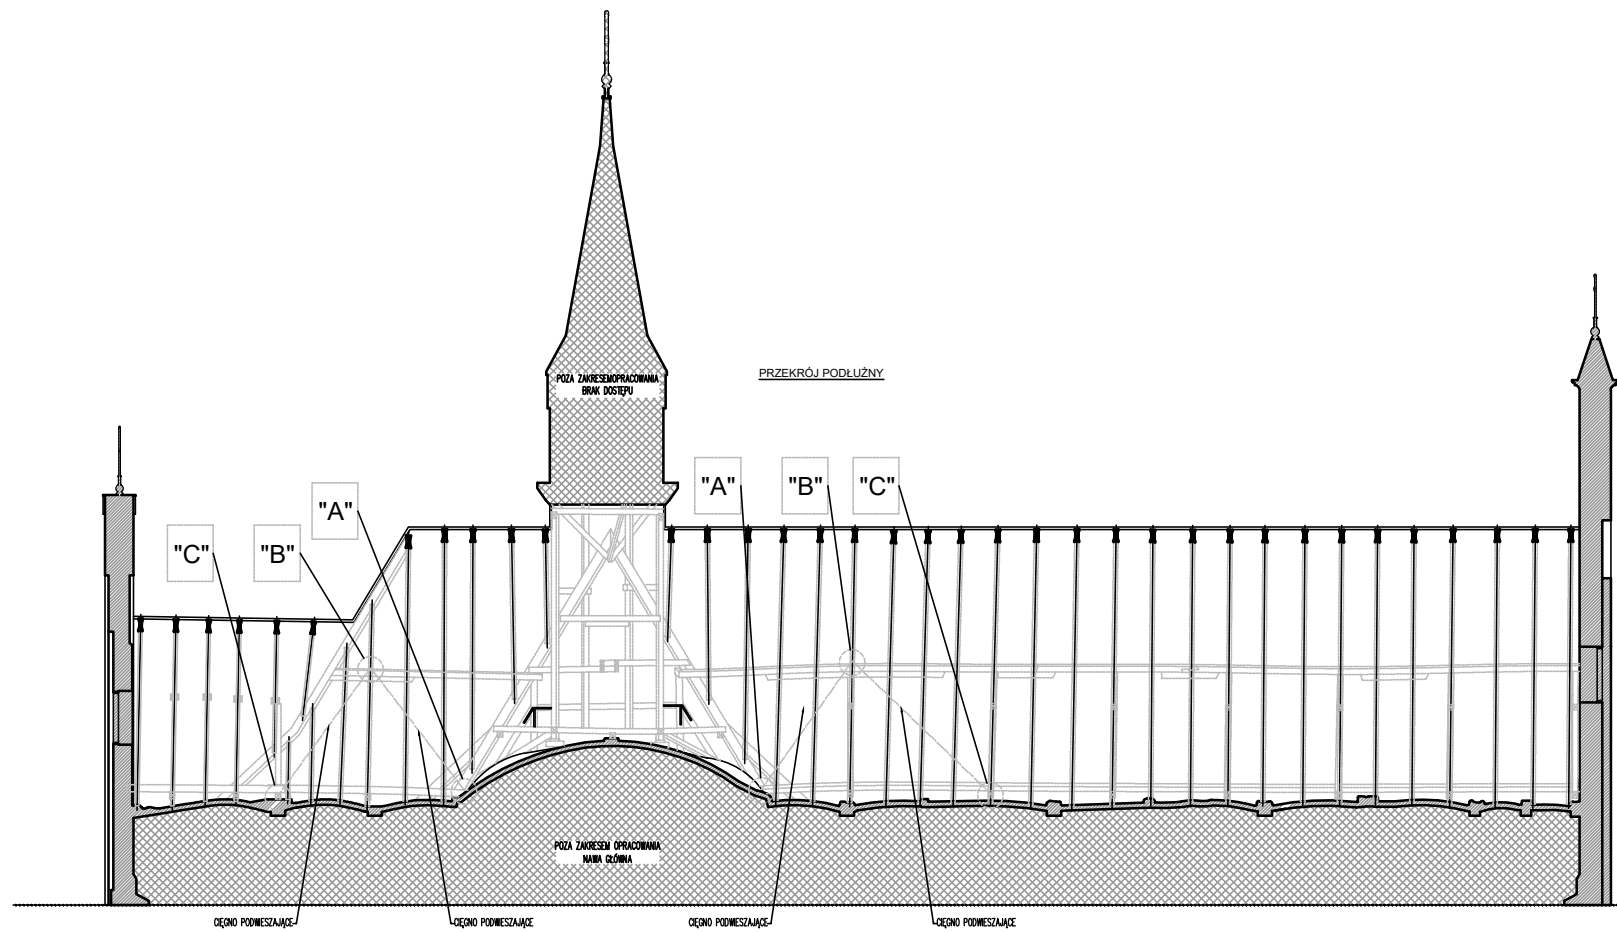 PRZEKRÓJ PODŁUŻNY
POZA ZAKRESEMOPRACOWANIA
BRAK DOSTĘPU
"A"
"C"
"B"
"A"
"B"
"C"
POZA ZAKRESEM OPRACOWANIA
NAWA GŁÓWNA
CIĘGNO PODWIESZAJĄCE
CIĘGNO PODWIESZAJĄCE
CIĘGNO PODWIESZAJĄCE
CIĘGNO PODWIESZAJĄCE